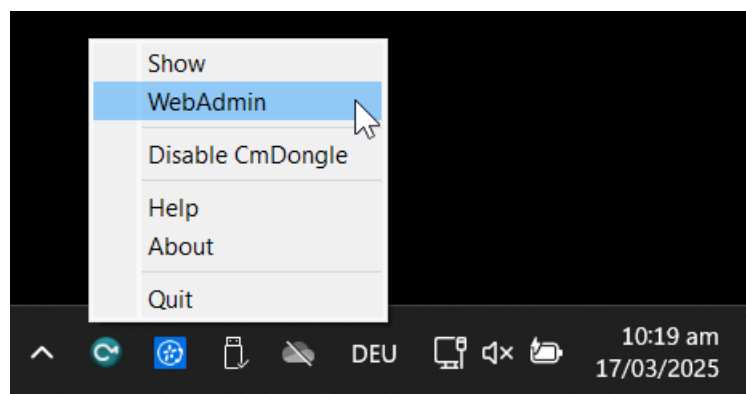 Show
WebAdmin
Disable CmDongle
Help
About
Quit
DEU
10:19 am
17/03/2025